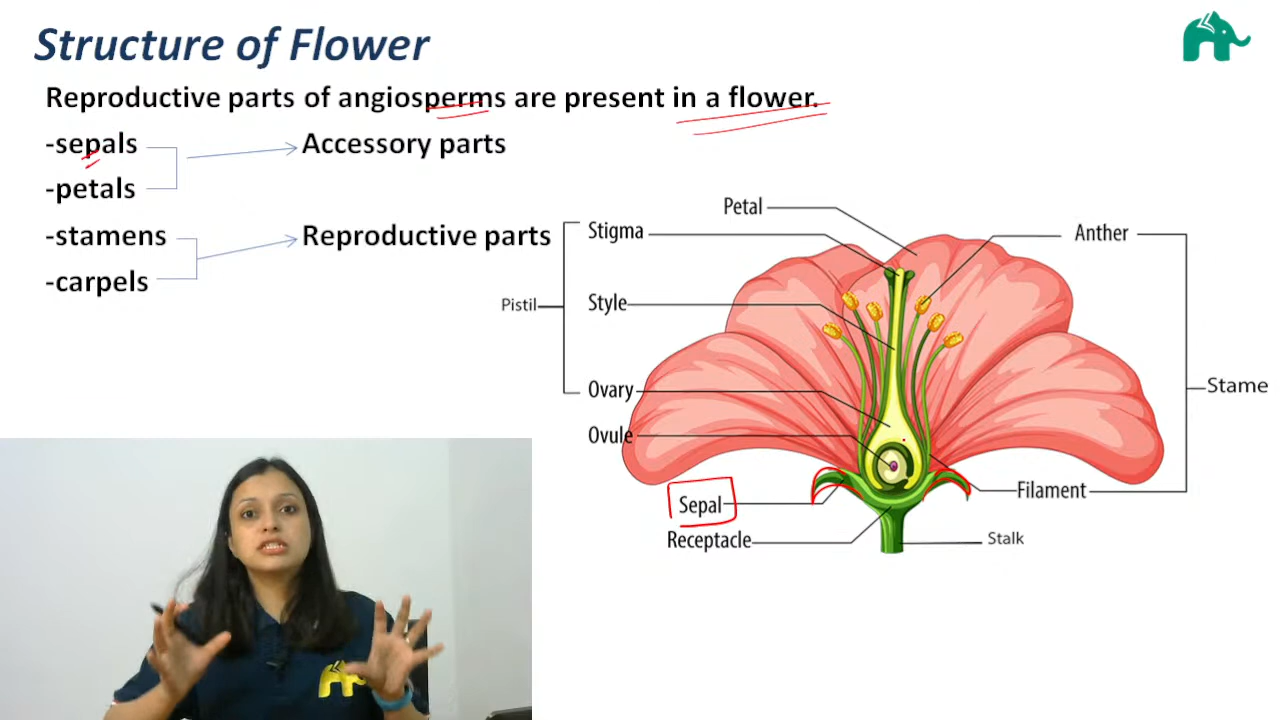 Structure of Flower
Reproductive parts of angiosperms are present in a flower.
-sepals
Accessory parts
-petals
-stamens
Reproductive parts
-carpels
Petal
Stigma
Anther
Pistil
Style
Ovary
Stame
Ovule
Sepal
Filament
Receptacle
Stalk